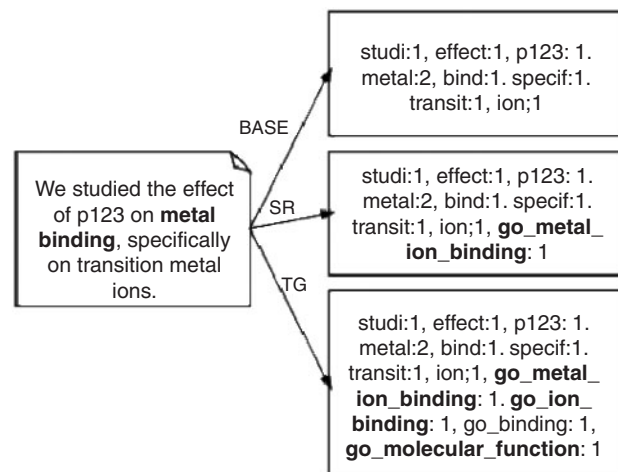 We studied the effect
of p123 on metal
binding, specifically
on transition metal
ions.
BASE
SR
TG
studi:1, effect:1, p123: 1.
metal:2, bind:1. specif:1.
transit:1, ion;1
studi:1, effect:1, p123: 1.
metal:2, bind:1. specif:1.
transit:1, ion;1, go_metal_
ion_binding: 1
studi:1, effect:1, p123: 1.
metal:2, bind:1. specif:1.
transit:1, ion;1, go_metal_
ion_binding: 1. go_ion_
binding: 1, go_binding: 1,
go_molecular_function: 1